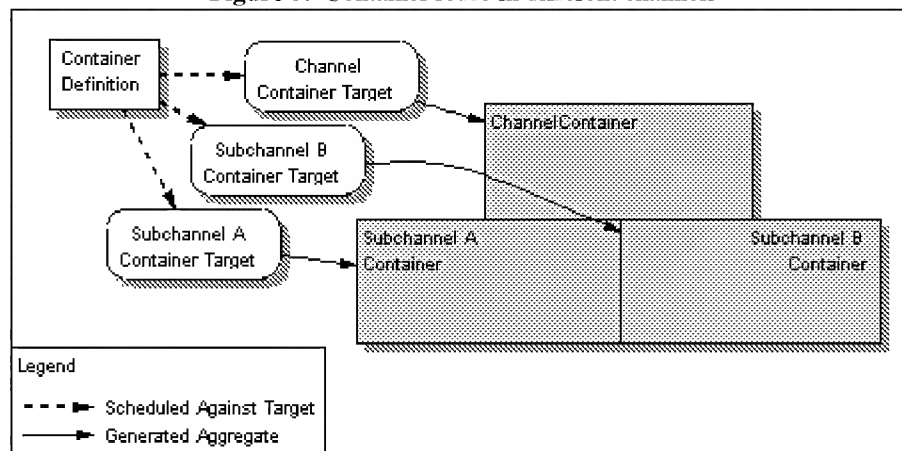 Container
Definition
Channel
Container Target
ChannelContainer
Subchannel B
Container Target
Subchannel A
Container Target
Subchannel A
Container
Subchannel B
Container
Legend
Scheduled Against Target
Generated Aggregate